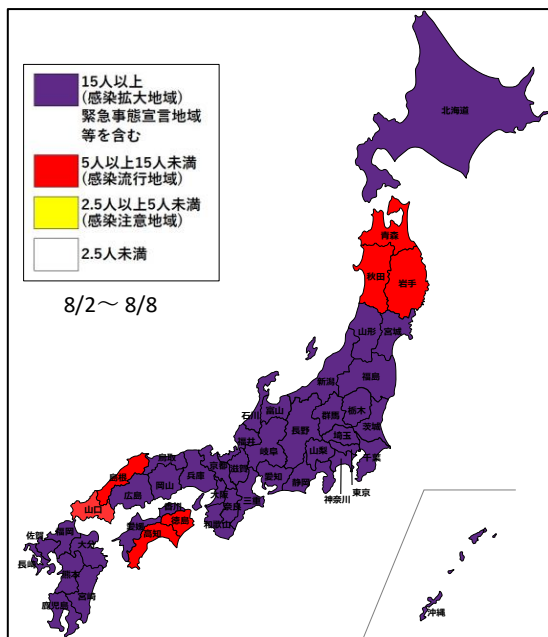 15人以上
(感染拡大地域)
緊急事態宣言地域
等を含む
5人以上15人未満
(感染流行地域)
2.5人以上5人未満
(感染注意地域)
2.5人未満
8/2～8/8
北海道
青森
秋田
岩手
山形
宮城
新潟
福島
石川
富山
群馬
栃木
茨城
福井
長野
埼玉
岐阜
山梨
千葉
鳥取
京都
滋賀
愛知
静岡
東京
神奈川
島根
兵庫
岡山
広島
大阪
奈良
三重
山口
香川
徳島
愛媛
高知
和歌山
佐賀
福岡
大分
長崎
熊本
宮崎
鹿児島
沖縄